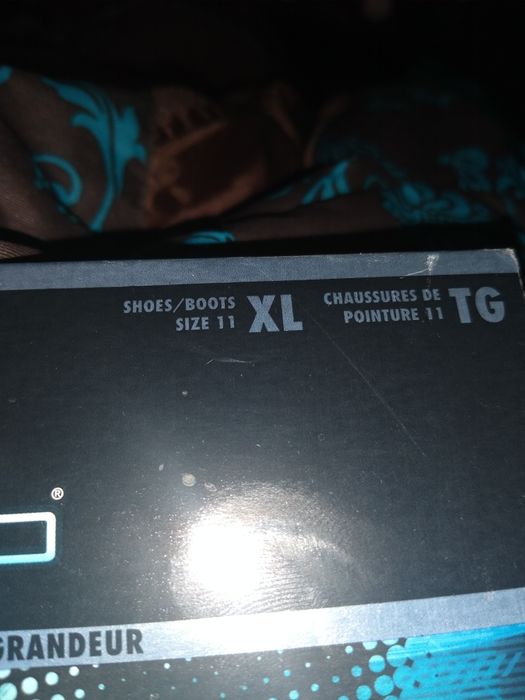 SHOES/BOOTS
SIZE 11
XL
CHAUSSURES DE
POINTURE 11
TG
®
GRANDEUR